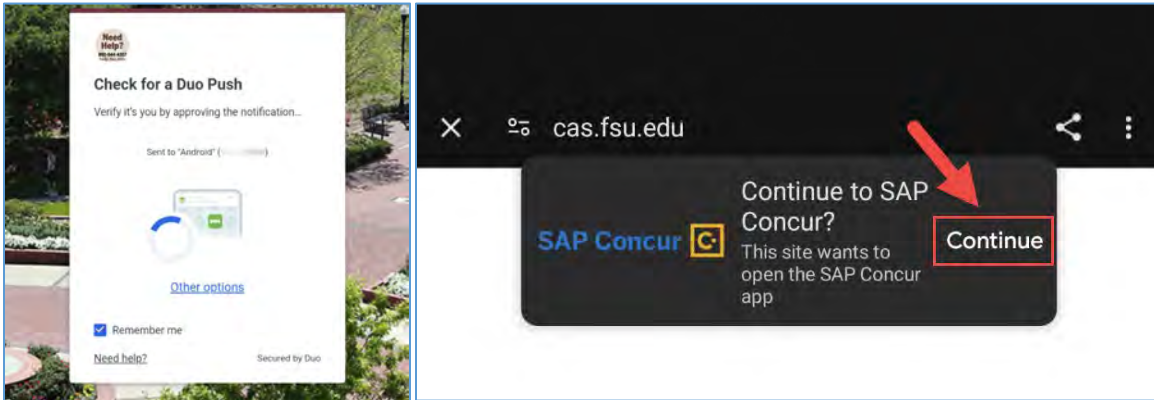 Need
Help?
Check for a Duo Push
Verify it's you by approving the notification...
Sent to "Android" (
)
Other options
Remember me
Need help?
Secured by Duo
cas.fsu.edu
SAP Concur C
Continue to SAP
Concur?
This site wants to
open the SAP Concur
app
Continue